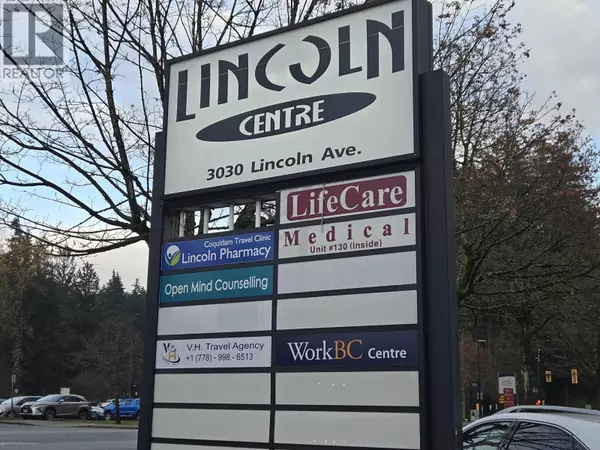 REALTOR
LINCOLN
CENTRE
3030 Lincoln Ave.
LifeCare
Medical
Unit #130 (inside)
Coquitlam Travel Clinic
Lincoln Pharmacy
Open Mind Counselling
VH
V.H. Travel Agency
+1 (778) - 998 - 6513
WorkBC Centre